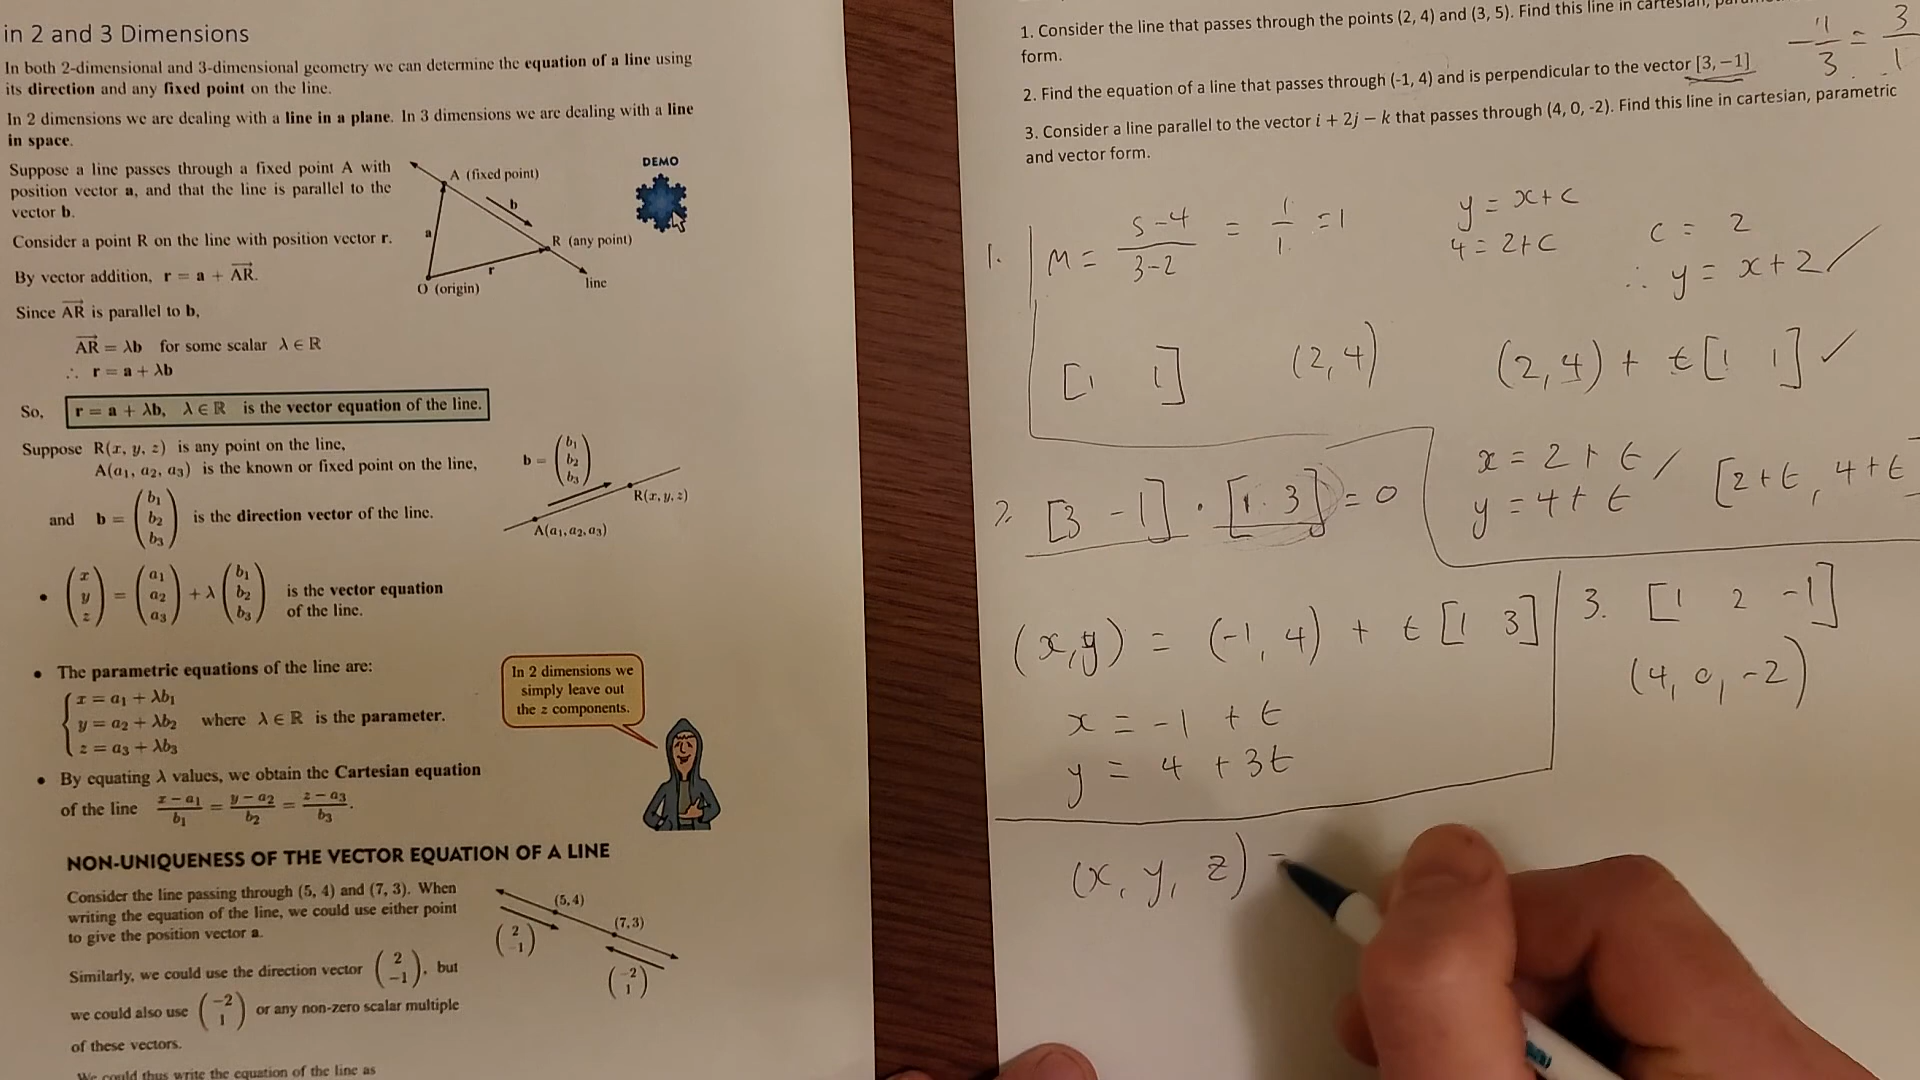 in 2 and 3 Dimensions
In both 2-dimensional and 3-dimensional geometry we can determine the equation of a line using
its direction and any fixed point on the line.
In 2 dimensions we are dealing with a line in a plane. In 3 dimensions we are dealing with a line
in space.
Suppose a line passes through a fixed point A with
position vector a, and that the line is parallel to the
vector b.
Consider a point R on the line with position vector r.
By vector addition, r = a + AR.
Since AR is parallel to b,
AR = λb for some scalar λ ∈ ℝ
∴ r = a + λb
A (fixed point)
b
a
R (any point)
r
O (origin)
line
DEMO
So, r = a + λb, λ ∈ ℝ is the vector equation of the line.
Suppose R(x, y, z) is any point on the line,
A(a₁, a₂, a₃) is the known or fixed point on the line,
and b = (b₁ b₂ b₃) is the direction vector of the line.
b = (b₁ b₂ b₃)
R(x, y, z)
A(a₁, a₂, a₃)
• (x y z) = (a₁ a₂ a₃) + λ (b₁ b₂ b₃) is the vector equation
of the line.
• The parametric equations of the line are:
x = a₁ + λb₁
y = a₂ + λb₂ where λ ∈ ℝ is the parameter.
z = a₃ + λb₃
In 2 dimensions we
simply leave out
the z components.
• By equating λ values, we obtain the Cartesian equation
of the line (x − a₁)/b₁ = (y − a₂)/b₂ = (z − a₃)/b₃.
NON-UNIQUENESS OF THE VECTOR EQUATION OF A LINE
Consider the line passing through (5, 4) and (7, 3). When
writing the equation of the line, we could use either point
to give the position vector a.
Similarly, we could use the direction vector (2 −1), but
we could also use (−2 1) or any non-zero scalar multiple
of these vectors.
We could thus write the equation of the line as
(5, 4)
(7, 3)
(2 −1)
(−2 1)
1. Consider the line that passes through the points (2, 4) and (3, 5). Find this line in cartesian,
form.
2. Find the equation of a line that passes through (-1, 4) and is perpendicular to the vector [3, −1]
3. Consider a line parallel to the vector i + 2j − k that passes through (4, 0, -2). Find this line in cartesian, parametric
and vector form.
1. M = (5-4)/(3-2) = 1/1 = 1
y = x+c
4 = 2+c
c = 2
∴ y = x+2
[1 1] (2,4) (2,4) + t[1 1] ✓
x = 2+t
y = 4+t
[2+t, 4+t
2. [3 -1] · [1 3] = 0
(x,y) = (-1, 4) + t [1 3]
x = -1 + t
y = 4 + 3t
3. [1 2 -1]
(4, 0, -2)
(x, y, z) =